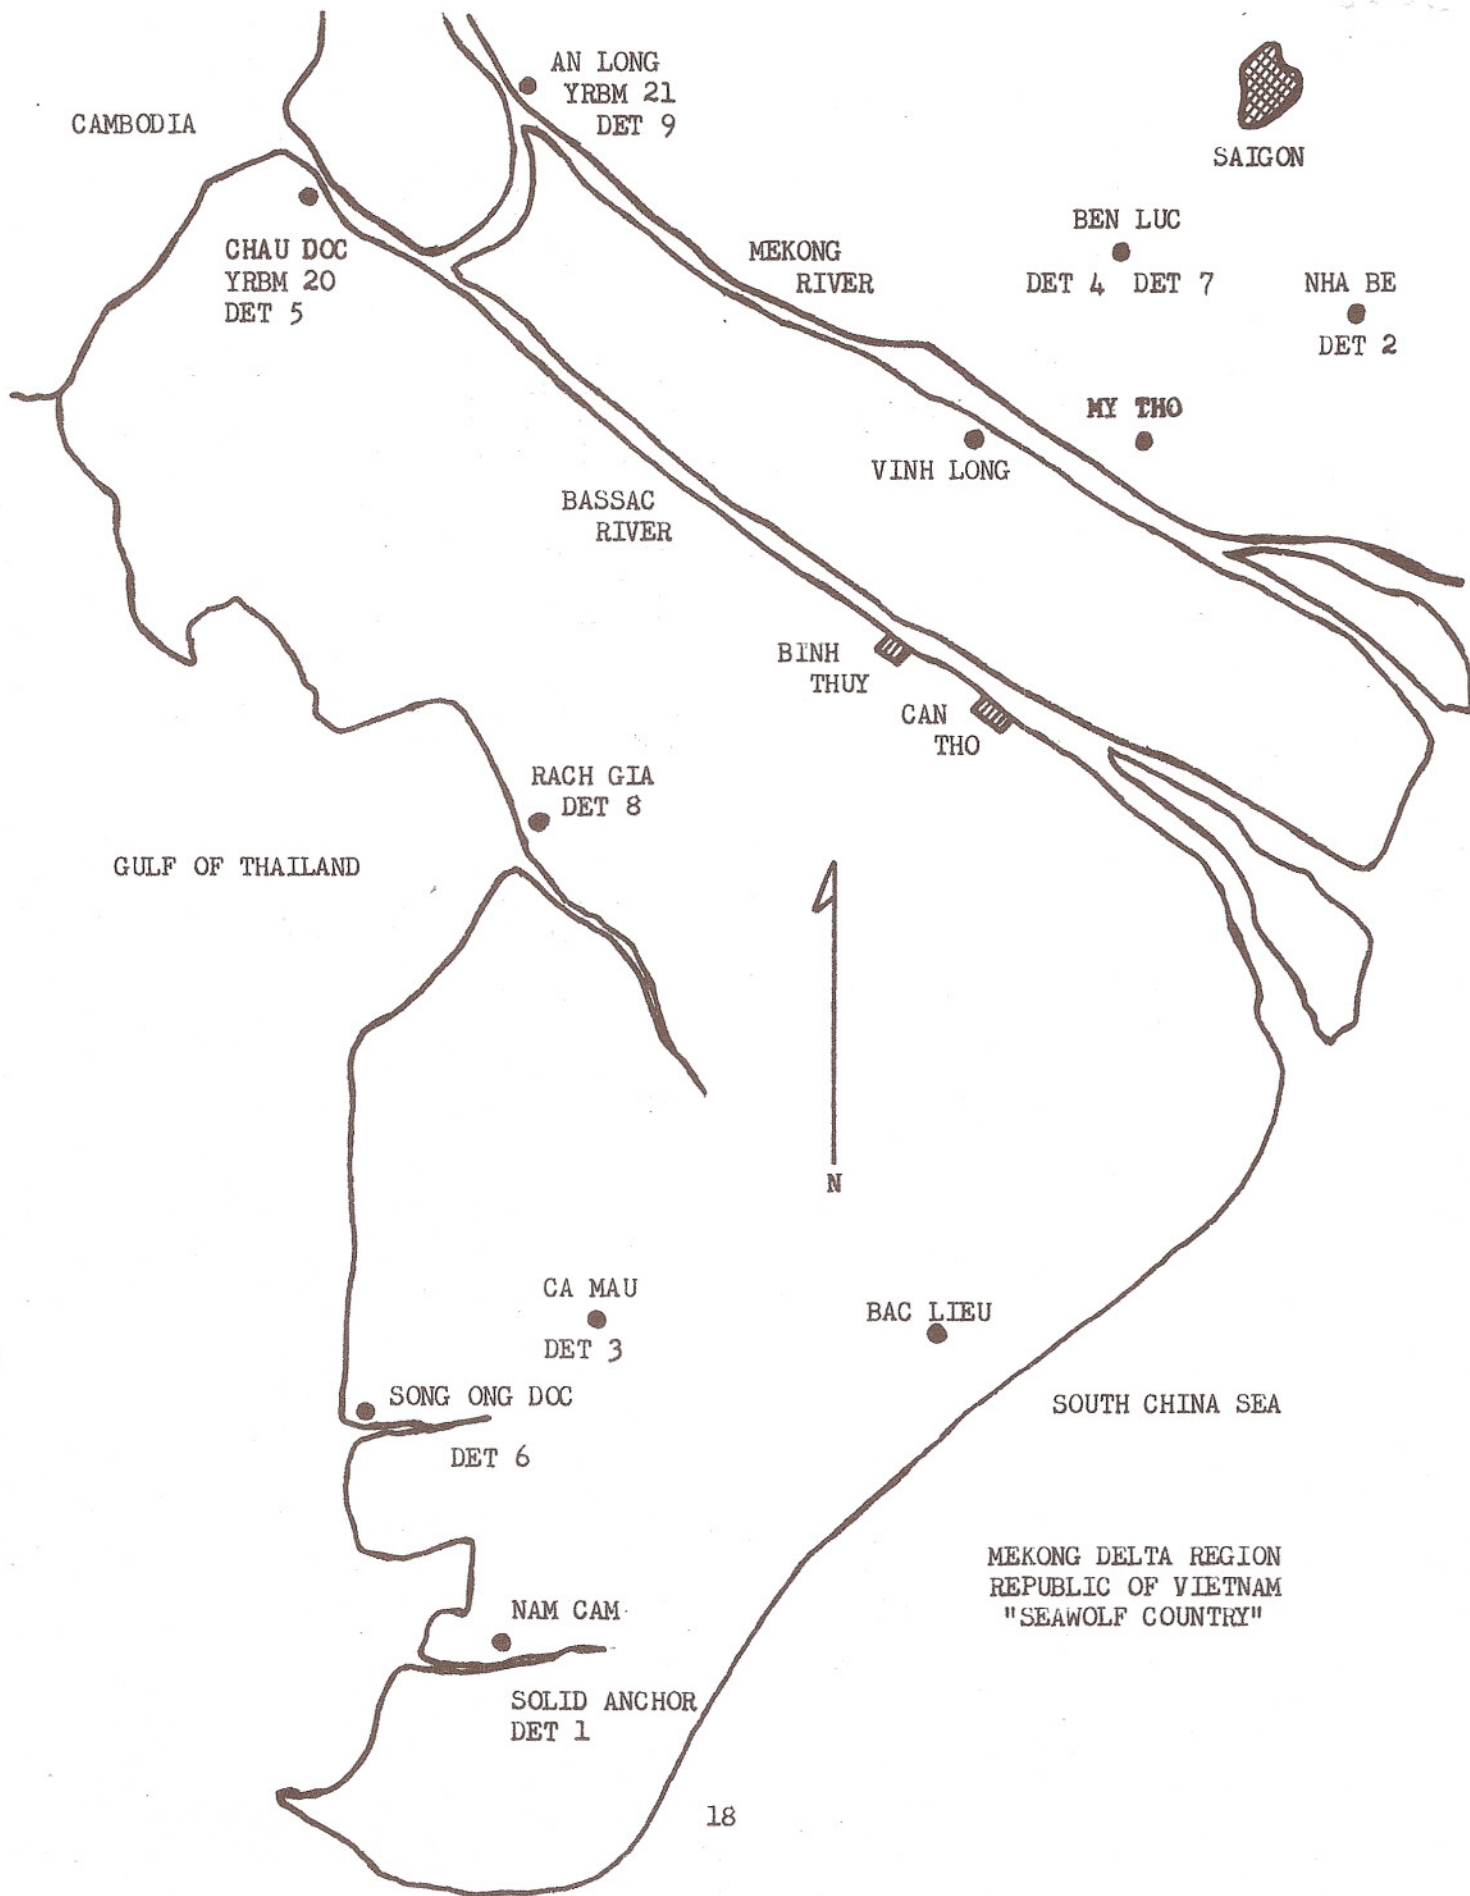 AN LONG
YRBM 21
DET 9
CAMBODIA
SAIGON
CHAU DOC
YRBM 20
DET 5
MEKONG
RIVER
BEN LUC
DET 4 DET 7
NHA BE
DET 2
MY THO
VINH LONG
BASSAC
RIVER
BINH
THUY
CAN
THO
RACH GIA
DET 8
GULF OF THAILAND
N
CA MAU
DET 3
BAC LIEU
SONG ONG DOC
DET 6
SOUTH CHINA SEA
MEKONG DELTA REGION
REPUBLIC OF VIETNAM
"SEAWOLF COUNTRY"
NAM CAM
SOLID ANCHOR
DET 1
18